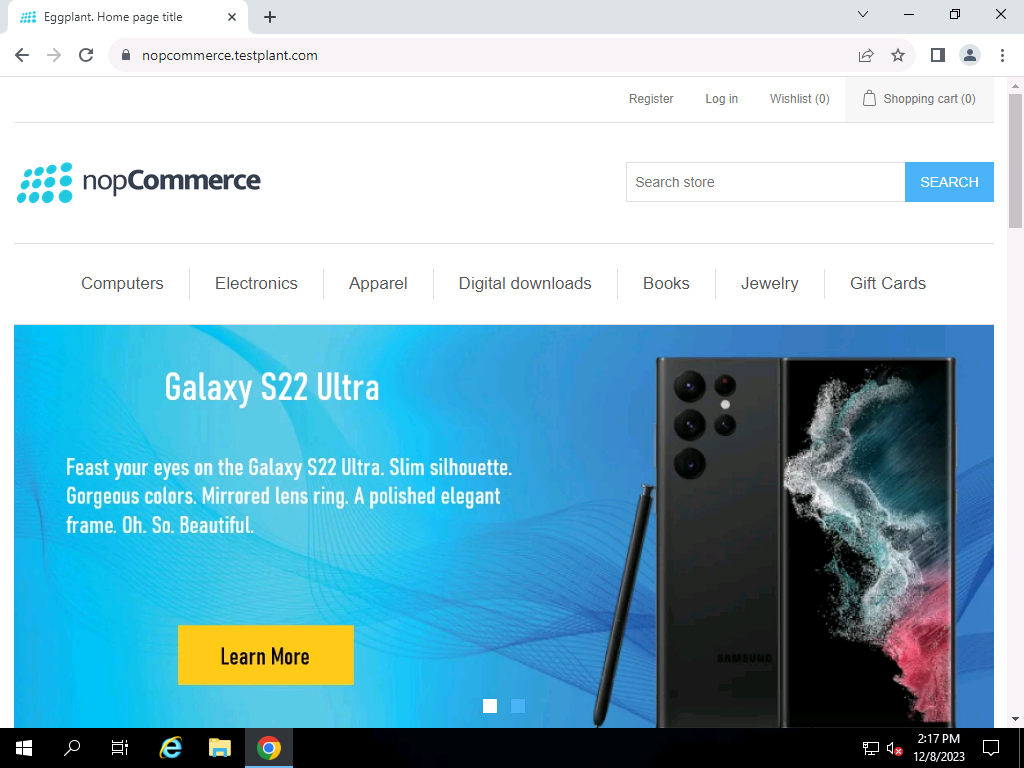 Eggplant. Home page title
nopcommerce.testplant.com
Register
Log in
Wishlist (0)
Shopping cart (0)
nopCommerce
Search store
SEARCH
Computers
Electronics
Apparel
Digital downloads
Books
Jewelry
Gift Cards
Galaxy S22 Ultra
Feast your eyes on the Galaxy S22 Ultra. Slim silhouette.
Gorgeous colors. Mirrored lens ring. A polished elegant
frame. Oh. So. Beautiful.
Learn More
SAMSUNG
2:17 PM
12/8/2023